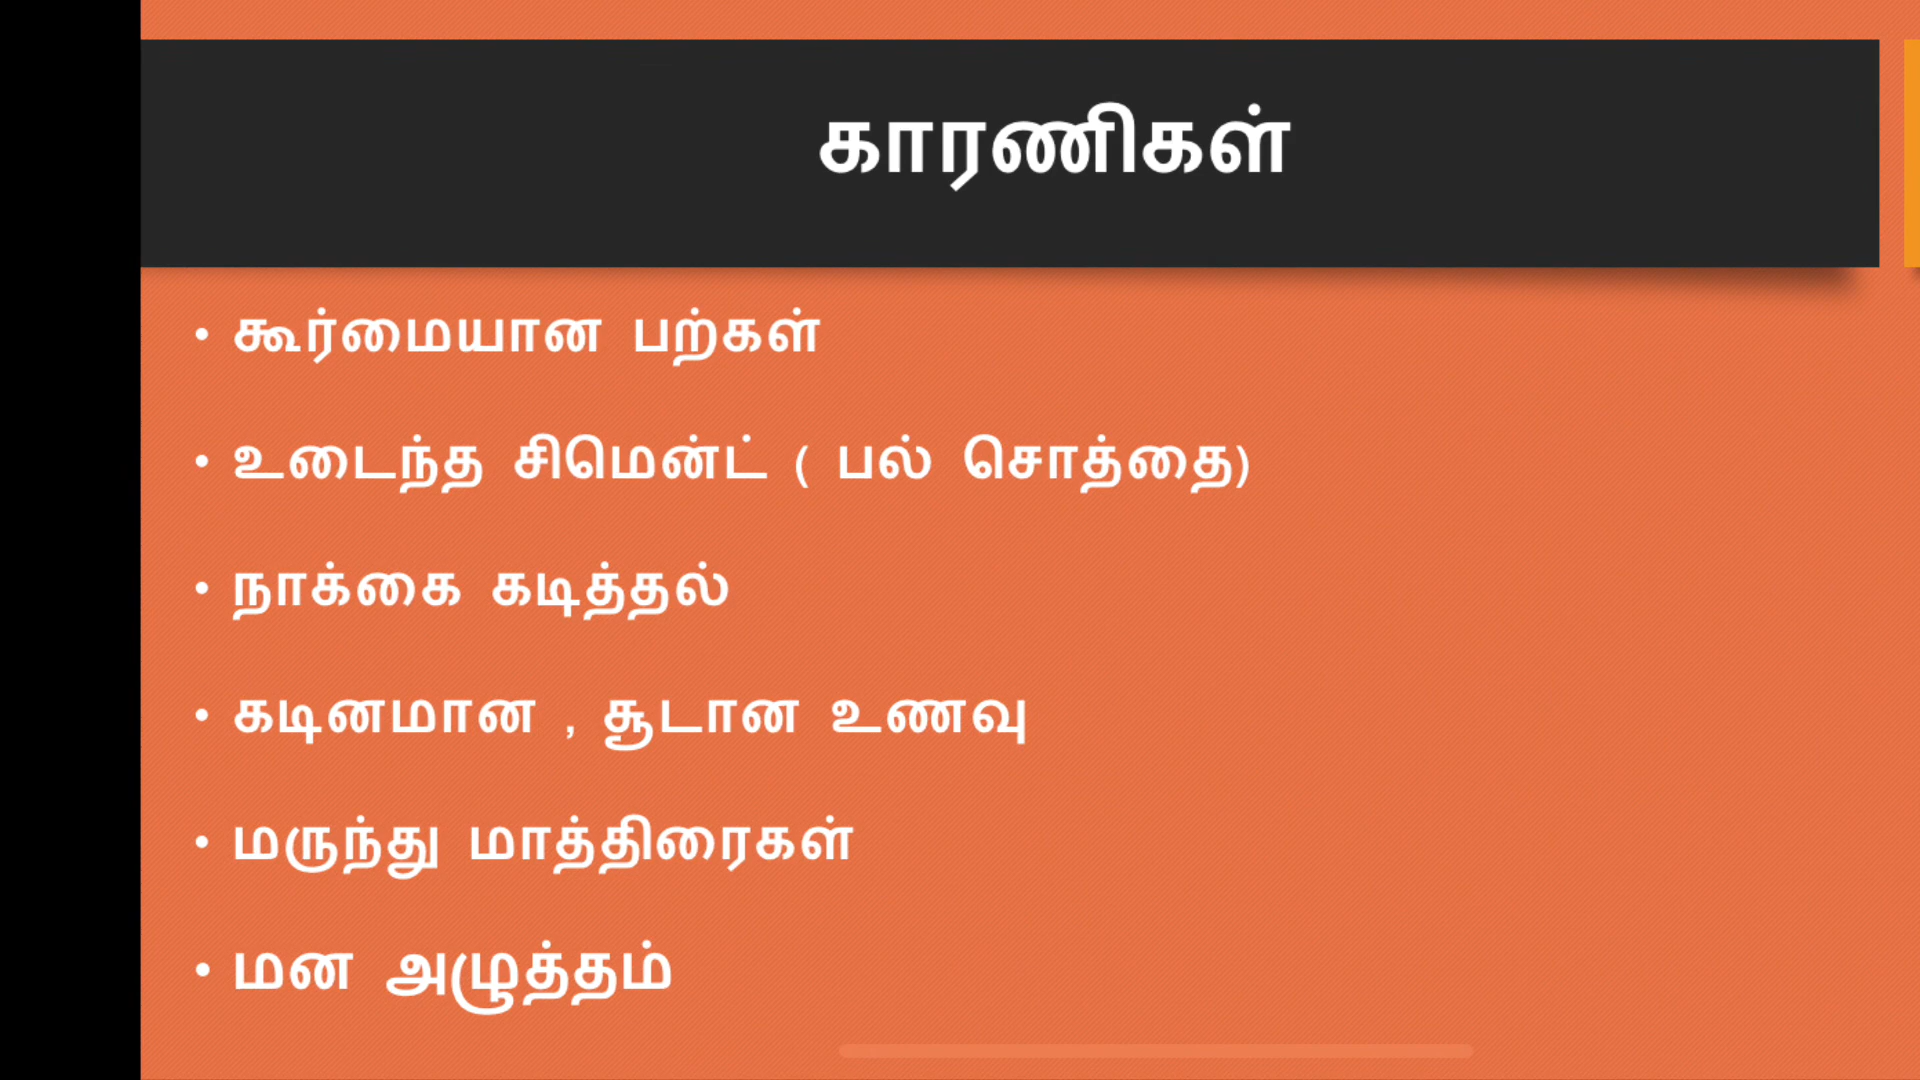 காரணிகள்
• கூர்மையான பற்கள்
• உடைந்த சிமென்ட் ( பல் சொத்தை)
• நாக்கை கடித்தல்
• கடினமான , சூடான உணவு
• மருந்து மாத்திரைகள்
• மன அழுத்தம்